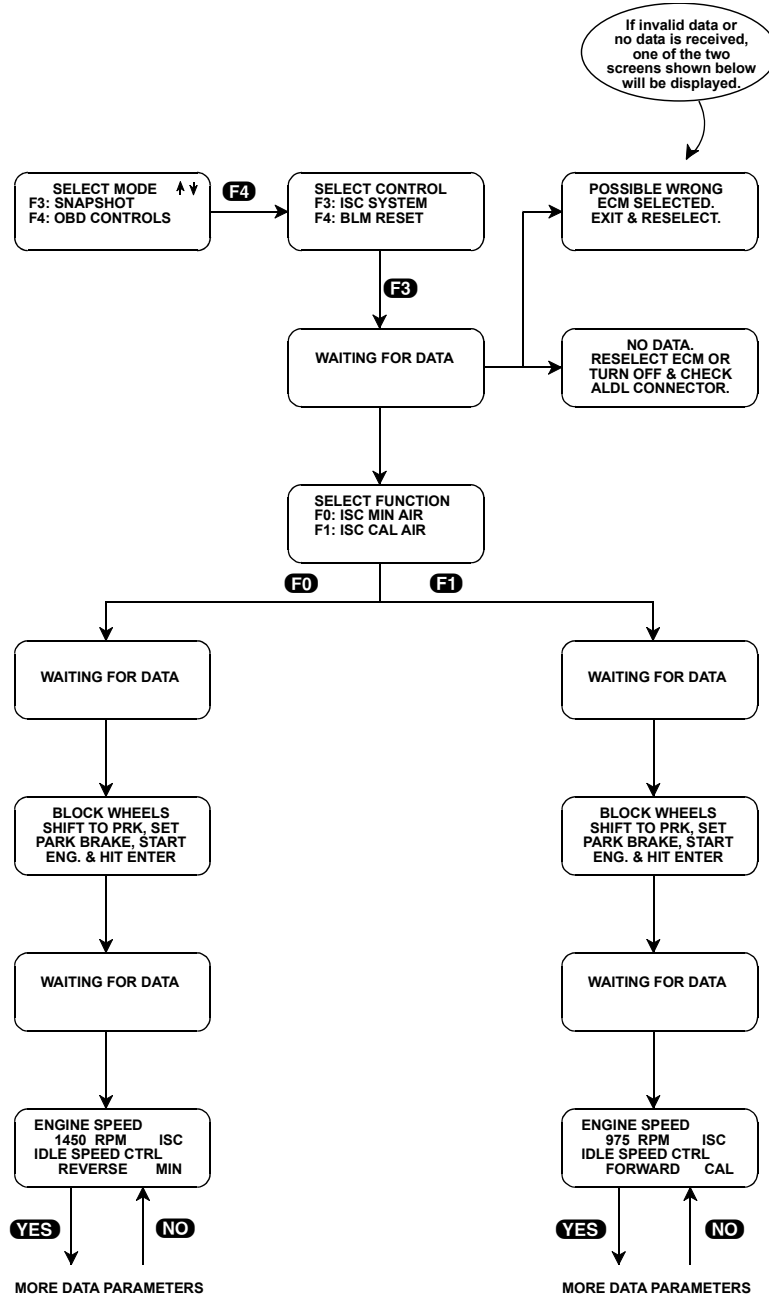 If invalid data or
no data is received,
one of the two
screens shown below
will be displayed.
SELECT MODE
F3: SNAPSHOT
F4: OBD CONTROLS
F4
SELECT CONTROL
F3: ISC SYSTEM
F4: BLM RESET
POSSIBLE WRONG
ECM SELECTED.
EXIT & RESELECT.
F3
WAITING FOR DATA
NO DATA.
RESELECT ECM OR
TURN OFF & CHECK
ALDL CONNECTOR.
SELECT FUNCTION
F0: ISC MIN AIR
F1: ISC CAL AIR
F0
F1
WAITING FOR DATA
BLOCK WHEELS
SHIFT TO PRK, SET
PARK BRAKE, START
ENG. & HIT ENTER
WAITING FOR DATA
ENGINE SPEED
1450 RPM ISC
IDLE SPEED CTRL
REVERSE MIN
YES
NO
MORE DATA PARAMETERS
WAITING FOR DATA
BLOCK WHEELS
SHIFT TO PRK, SET
PARK BRAKE, START
ENG. & HIT ENTER
WAITING FOR DATA
ENGINE SPEED
975 RPM ISC
IDLE SPEED CTRL
FORWARD CAL
YES
NO
MORE DATA PARAMETERS